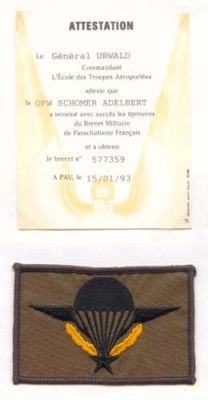 ATTESTATION
Le Général URWALD
Commandant
L'École des Troupes Aéroportées
atteste que
le OFW SCHOMER ADELBERT
a terminé avec succès les épreuves
du Brevet Militaire
de Parachutisme Français
et a obtenu
le brevet n° 577359
A PAU, le 15/01/93